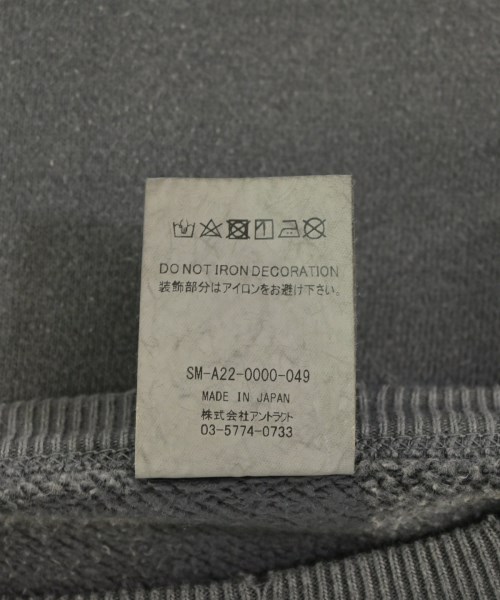 DO NOT IRON DECORATION
装飾部分はアイロンをお避け下さい。
SM-A22-0000-049
MADE IN JAPAN
株式会社アントラクト
03-5774-0733